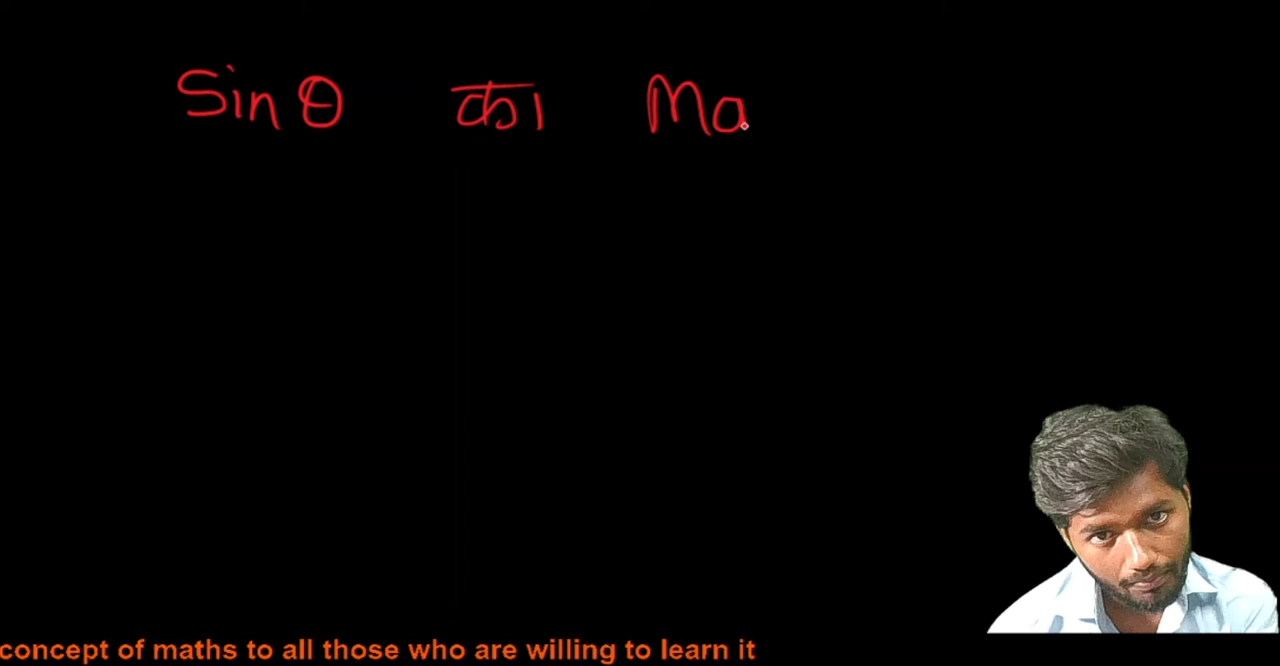 Sin θ का Ma
concept of maths to all those who are willing to learn it